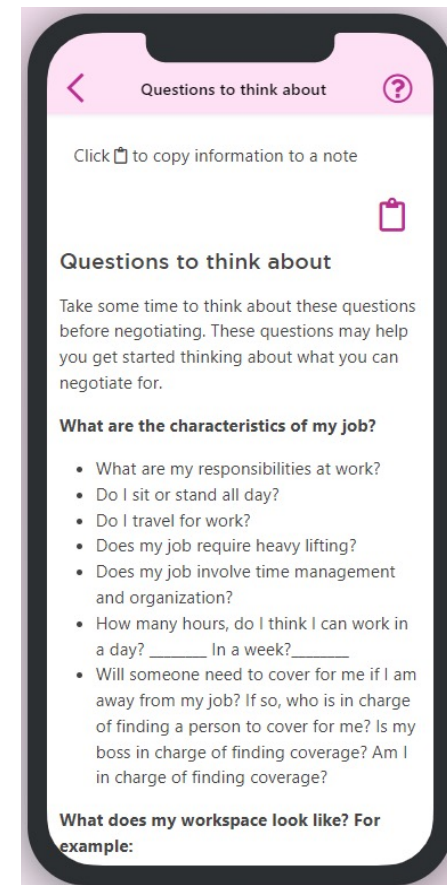 Questions to think about
Click to copy information to a note
Questions to think about
Take some time to think about these questions
before negotiating. These questions may help
you get started thinking about what you can
negotiate for.
What are the characteristics of my job?
• What are my responsibilities at work?
• Do I sit or stand all day?
• Do I travel for work?
• Does my job require heavy lifting?
• Does my job involve time management
and organization?
• How many hours, do I think I can work in
a day? ________ In a week?________
• Will someone need to cover for me if I am
away from my job? If so, who is in charge
of finding a person to cover for me? Is my
boss in charge of finding coverage? Am I
in charge of finding coverage?
What does my workspace look like? For
example: